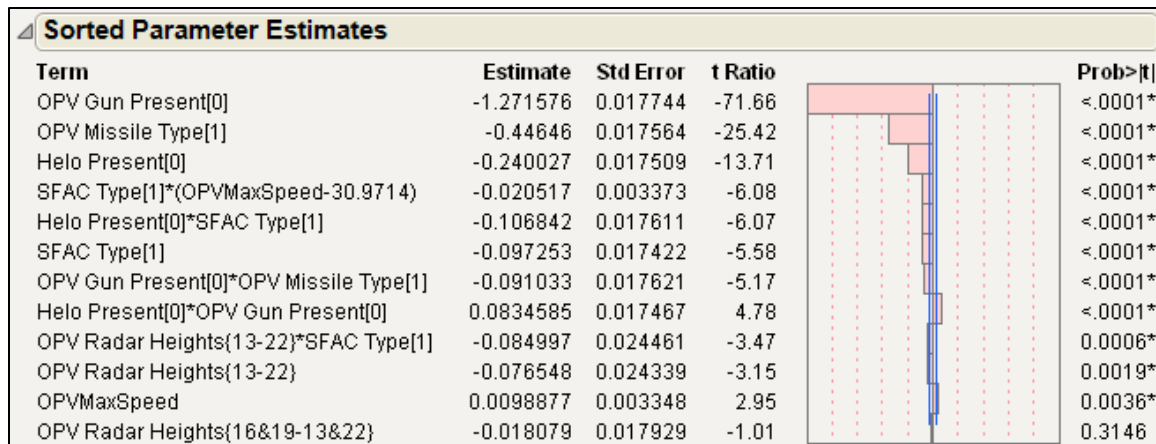 Sorted Parameter Estimates
Term Estimate Std Error t Ratio Prob>|t|
OPV Gun Present[0] -1.271576 0.017744 -71.66 <.0001*
OPV Missile Type[1] -0.44646 0.017564 -25.42 <.0001*
Helo Present[0] -0.240027 0.017509 -13.71 <.0001*
SFAC Type[1]*(OPVMaxSpeed-30.9714) -0.020517 0.003373 -6.08 <.0001*
Helo Present[0]*SFAC Type[1] -0.106842 0.017611 -6.07 <.0001*
SFAC Type[1] -0.097253 0.017422 -5.58 <.0001*
OPV Gun Present[0]*OPV Missile Type[1] -0.091033 0.017621 -5.17 <.0001*
Helo Present[0]*OPV Gun Present[0] 0.0834585 0.017467 4.78 <.0001*
OPV Radar Heights{13-22}*SFAC Type[1] -0.084997 0.024461 -3.47 0.0006*
OPV Radar Heights{13-22} -0.076548 0.024339 -3.15 0.0019*
OPVMaxSpeed 0.0098877 0.003348 2.95 0.0036*
OPV Radar Heights{16&19-13&22} -0.018079 0.017929 -1.01 0.3146